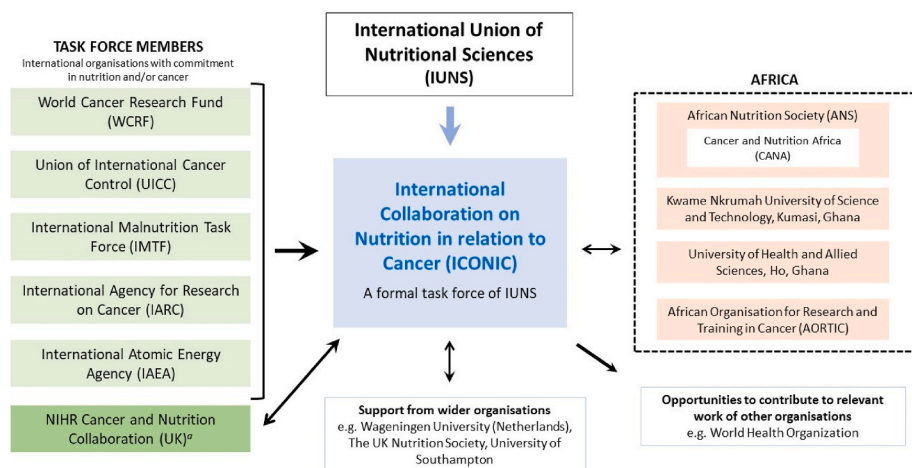 TASK FORCE MEMBERS
International organisations with commitment
in nutrition and/or cancer
World Cancer Research Fund
(WCRF)
Union of International Cancer
Control (UICC)
International Malnutrition Task
Force (IMTF)
International Agency for Research
on Cancer (IARC)
International Atomic Energy
Agency (IAEA)
NIHR Cancer and Nutrition
Collaboration (UK)a
International Union of
Nutritional Sciences
(IUNS)
International
Collaboration on
Nutrition in relation to
Cancer (ICONIC)
A formal task force of IUNS
Support from wider organisations
e.g. Wageningen University (Netherlands),
The UK Nutrition Society, University of
Southampton
AFRICA
African Nutrition Society (ANS)
Cancer and Nutrition Africa
(CANA)
Kwame Nkrumah University of Science
and Technology, Kumasi, Ghana
University of Health and Allied
Sciences, Ho, Ghana
African Organisation for Research and
Training in Cancer (AORTIC)
Opportunities to contribute to relevant
work of other organisations
e.g. World Health Organization